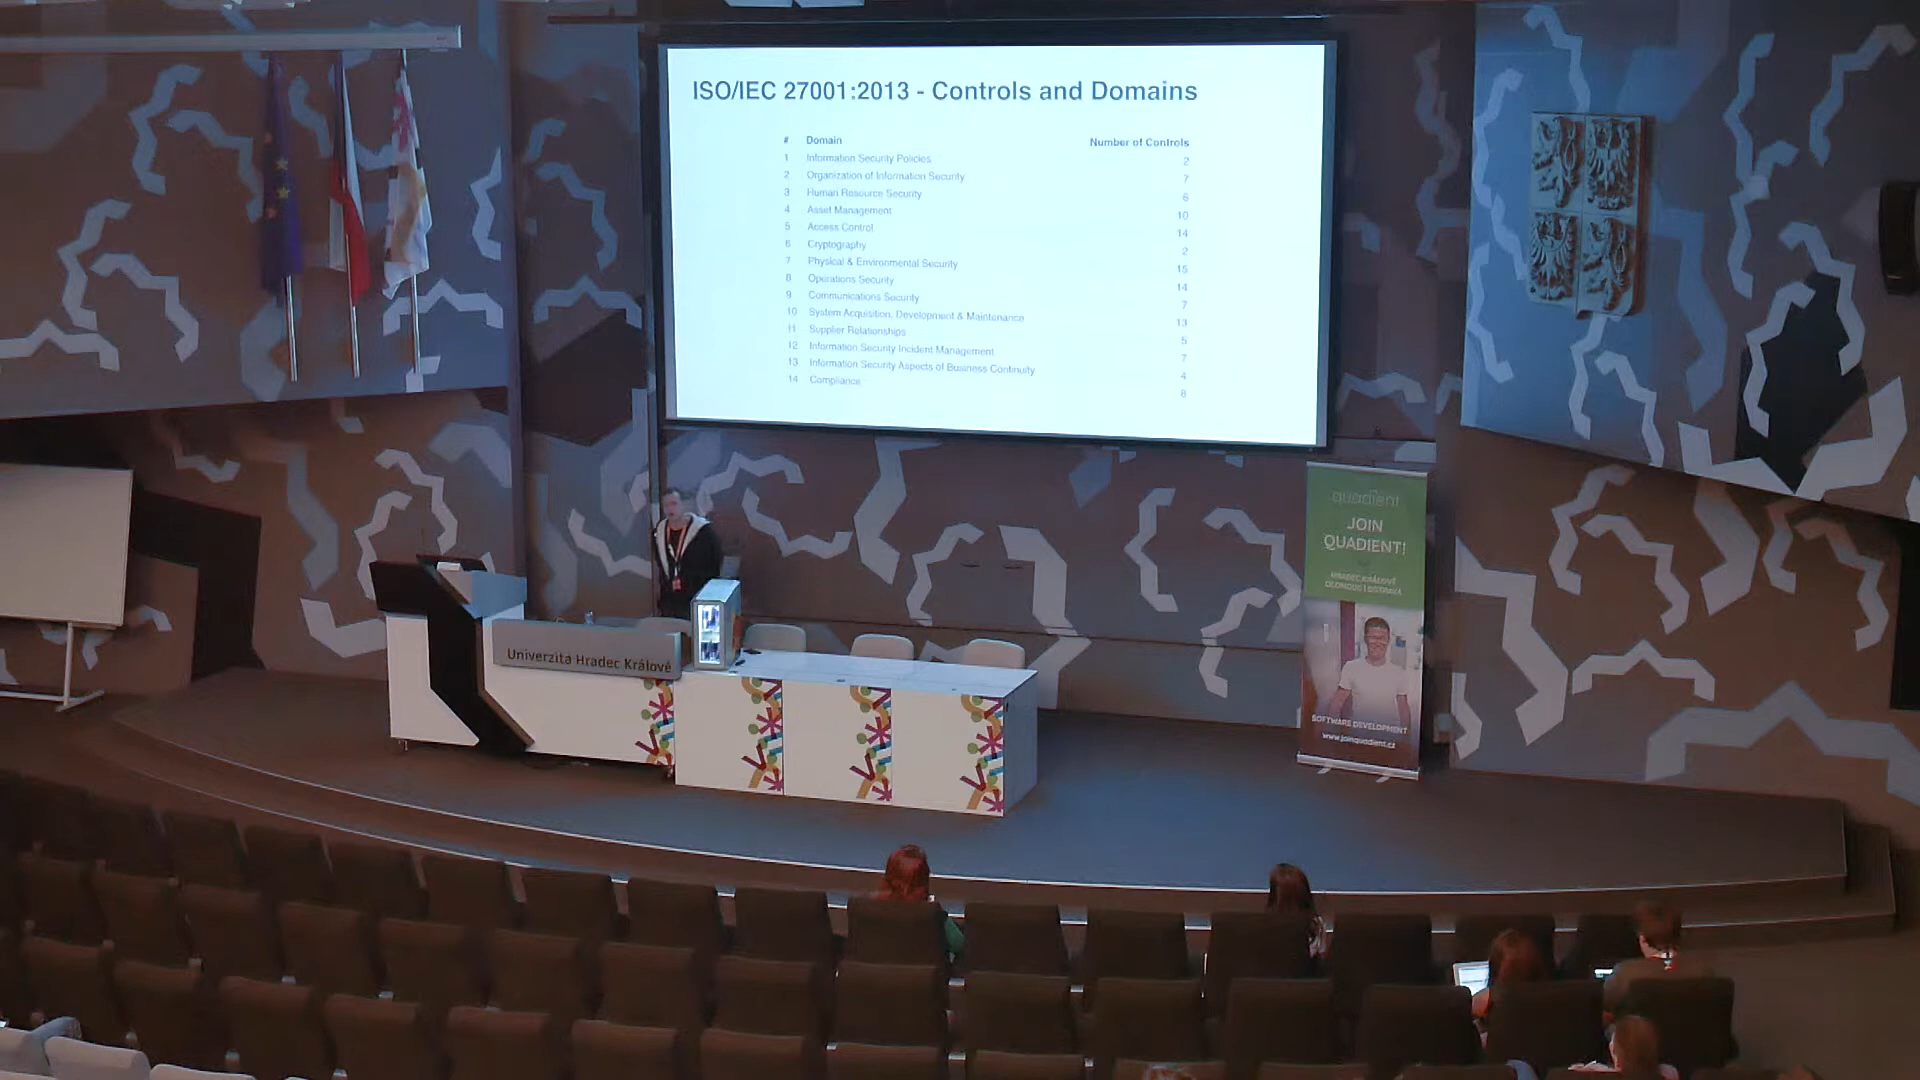 ISO/IEC 27001:2013 - Controls and Domains
# Domain Number of Controls
1 Information Security Policies 2
2 Organization of Information Security 7
3 Human Resource Security 6
4 Asset Management 10
5 Access Control 14
6 Cryptography 2
7 Physical & Environmental Security 15
8 Operations Security 14
9 Communications Security 7
10 System Acquisition, Development & Maintenance 13
11 Supplier Relationships 5
12 Information Security Incident Management 7
13 Information Security Aspects of Business Continuity 4
14 Compliance 8
quadient
JOIN
QUADIENT!
HRADEC KRÁLOVÉ
OLOMOUC | OSTRAVA
SOFTWARE DEVELOPMENT
www.joinquadient.cz
Univerzita Hradec Králové